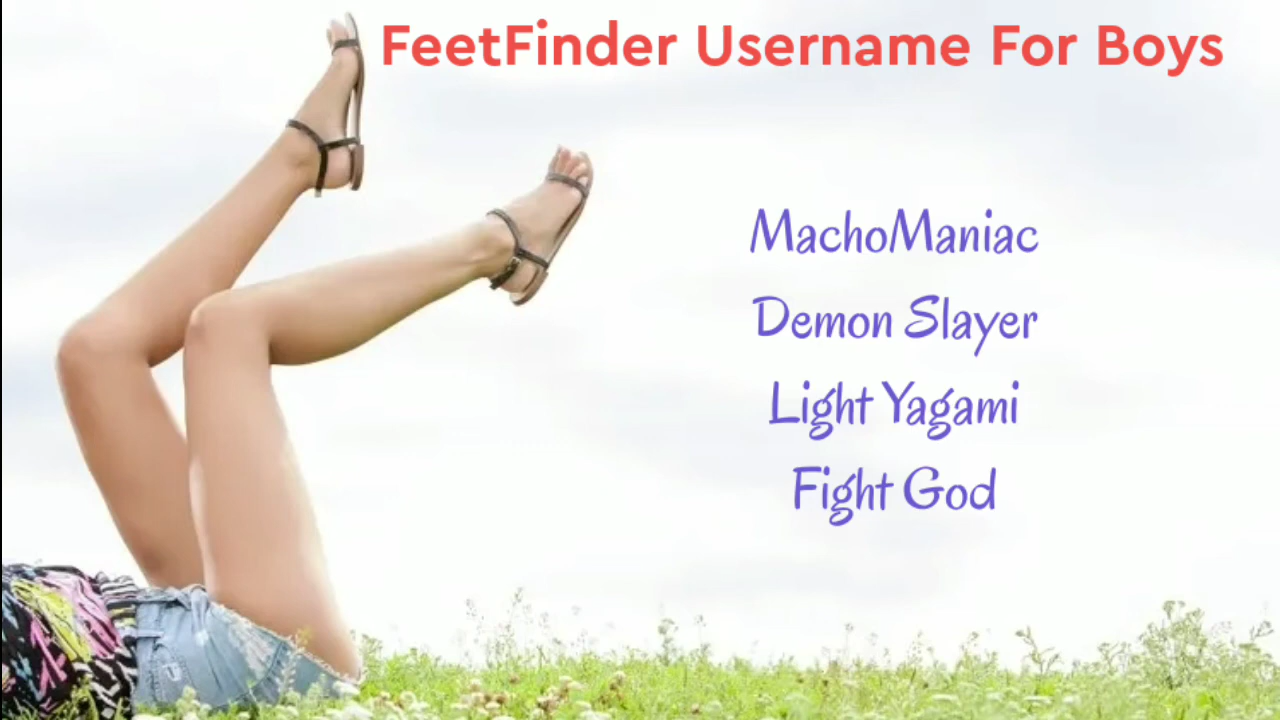 FeetFinder Username For Boys
MachoManiac
Demon Slayer
Light Yagami
Fight God